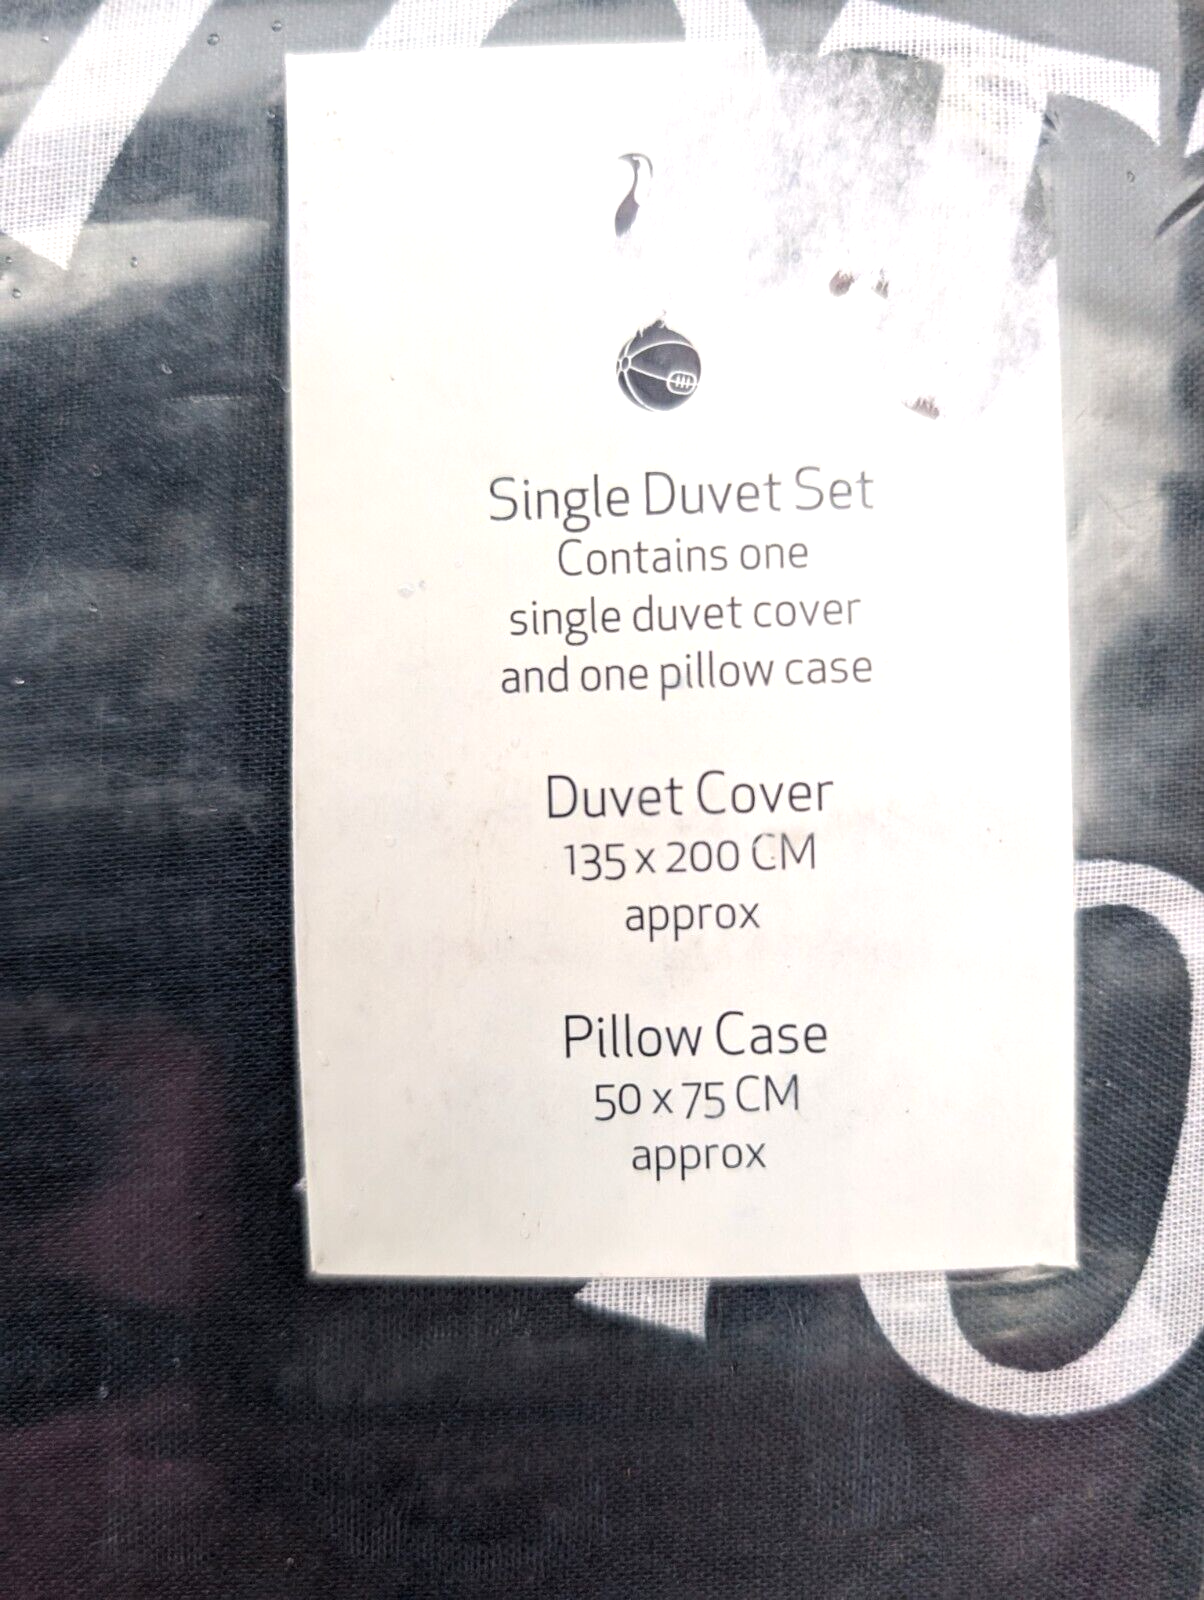 Single Duvet Set
Contains one
single duvet cover
and one pillow case
Duvet Cover
135 x 200 CM
approx
Pillow Case
50 x 75 CM
approx